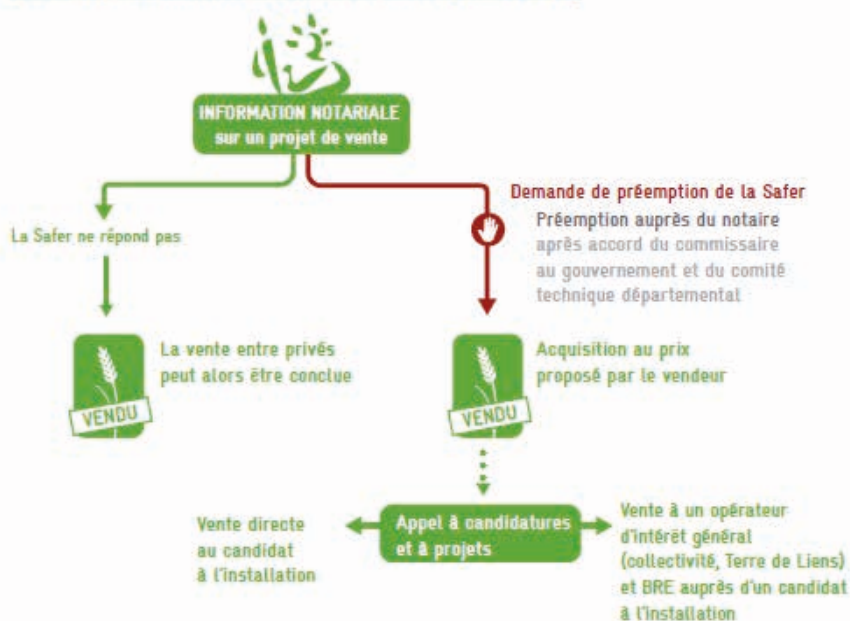 INFORMATION NOTARIALE
sur un projet de vente
Demande de préemption de la Safer
Préemption auprès du notaire
après accord du commissaire
au gouvernement et du comité
technique départemental
La Safer ne répond pas
La vente entre privés
peut alors être conclue
VENDU
Acquisition au prix
proposé par le vendeur
VENDU
Appel à candidatures
et à projets
Vente directe
au candidat
à l'installation
Vente à un opérateur
d'intérêt général
(collectivité, Terre de Liens)
et BRE auprès d'un candidat
à l'installation